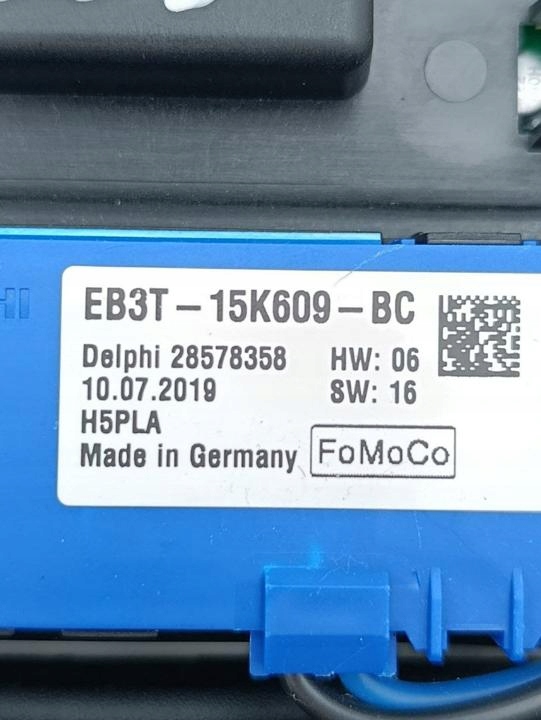 EB3T-15K609-BC
Delphi 28578358 HW: 06
10.07.2019 SW: 16
H5PLA
Made in Germany FoMoCo